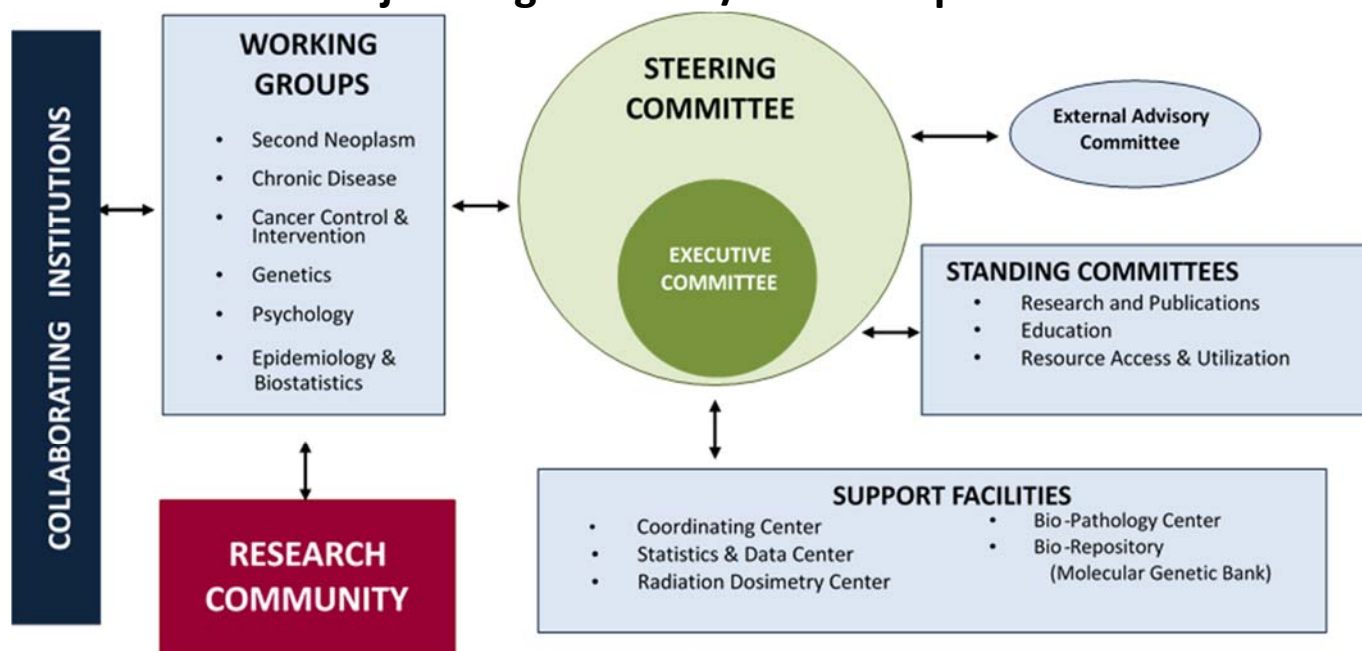 COLLABORATING INSTITUTIONS
WORKING
GROUPS
• Second Neoplasm
• Chronic Disease
• Cancer Control &
Intervention
• Genetics
• Psychology
• Epidemiology &
Biostatistics
RESEARCH
COMMUNITY
STEERING
COMMITTEE
EXECUTIVE
COMMITTEE
External Advisory
Committee
STANDING COMMITTEES
• Research and Publications
• Education
• Resource Access & Utilization
SUPPORT FACILITIES
• Coordinating Center
• Statistics & Data Center
• Radiation Dosimetry Center
• Bio-Pathology Center
• Bio-Repository
(Molecular Genetic Bank)